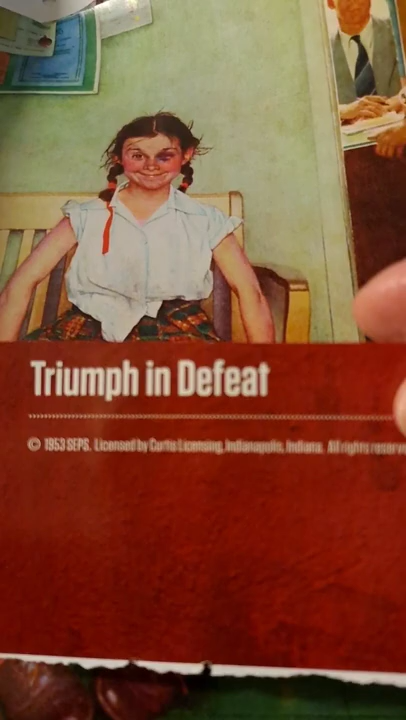 Triumph in Defeat
© 1953 SEPS. Licensed by Curtis Licensing, Indianapolis, Indiana. All rights